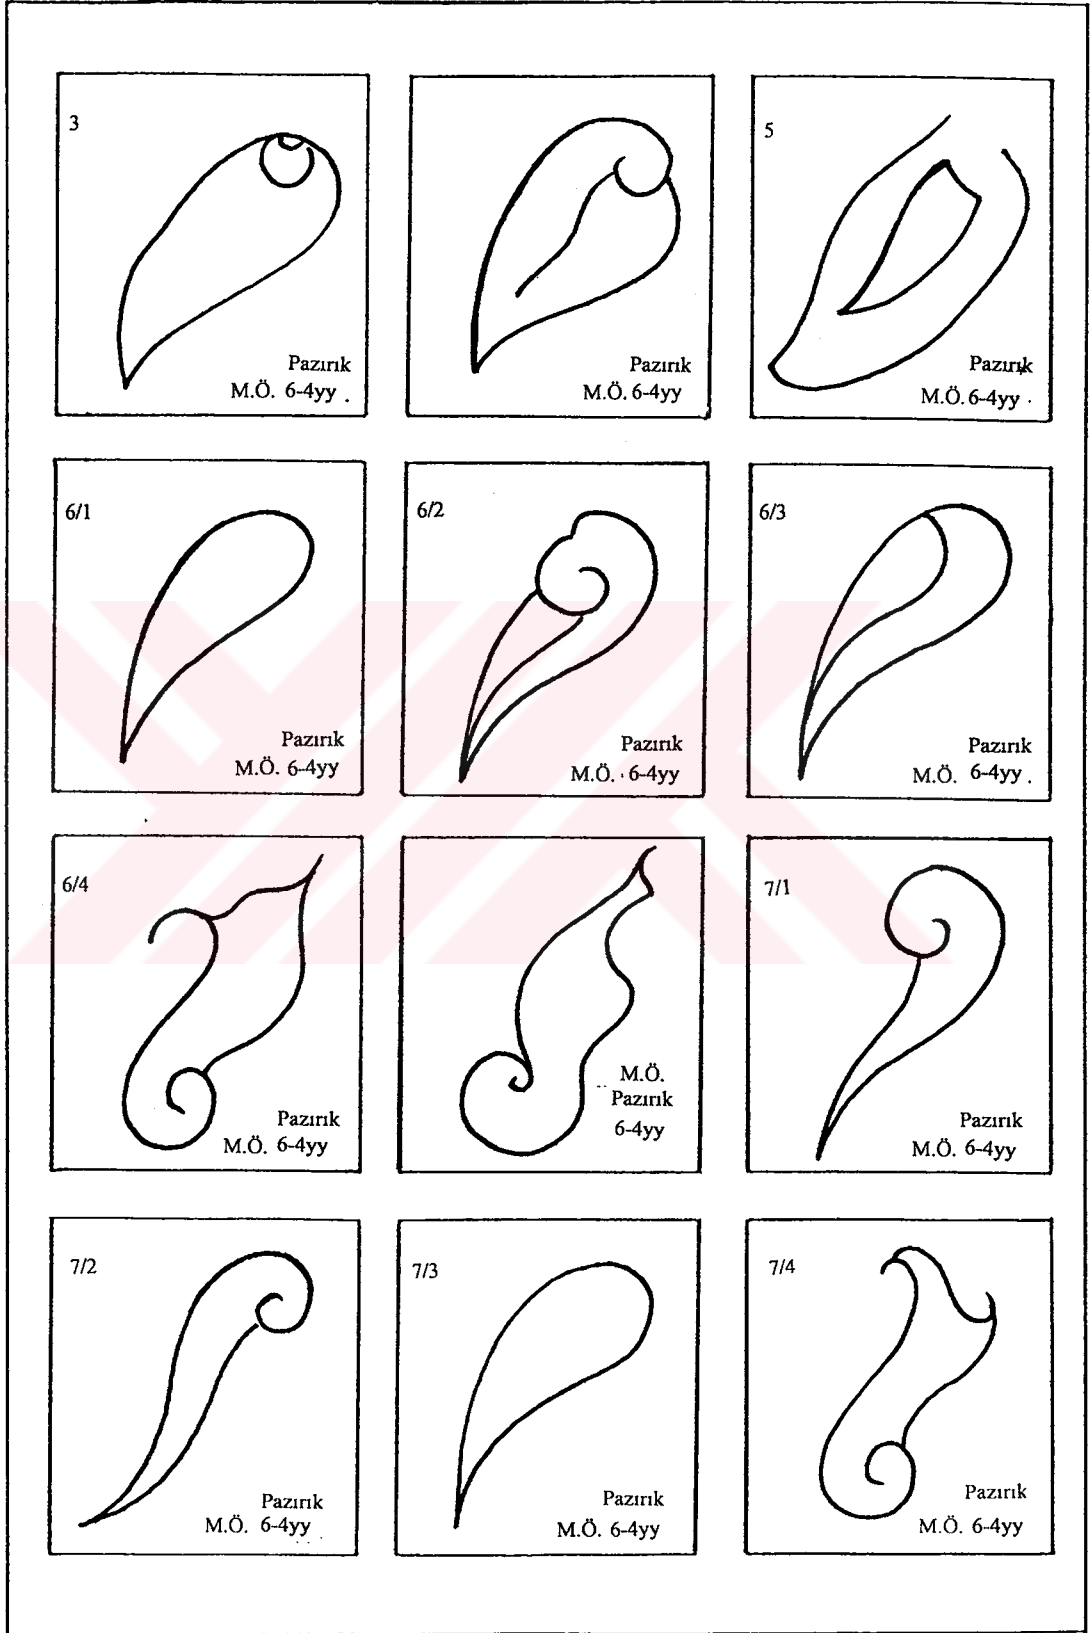 3
Pazırık
M.Ö. 6-4yy
Pazırık
M.Ö. 6-4yy
5
Pazırık
M.Ö. 6-4yy
6/1
Pazırık
M.Ö. 6-4yy
6/2
Pazırık
M.Ö. 6-4yy
6/3
Pazırık
M.Ö. 6-4yy
6/4
Pazırık
M.Ö. 6-4yy
M.Ö.
Pazırık
6-4yy
7/1
Pazırık
M.Ö. 6-4yy
7/2
Pazırık
M.Ö. 6-4yy
7/3
Pazırık
M.Ö. 6-4yy
7/4
Pazırık
M.Ö. 6-4yy